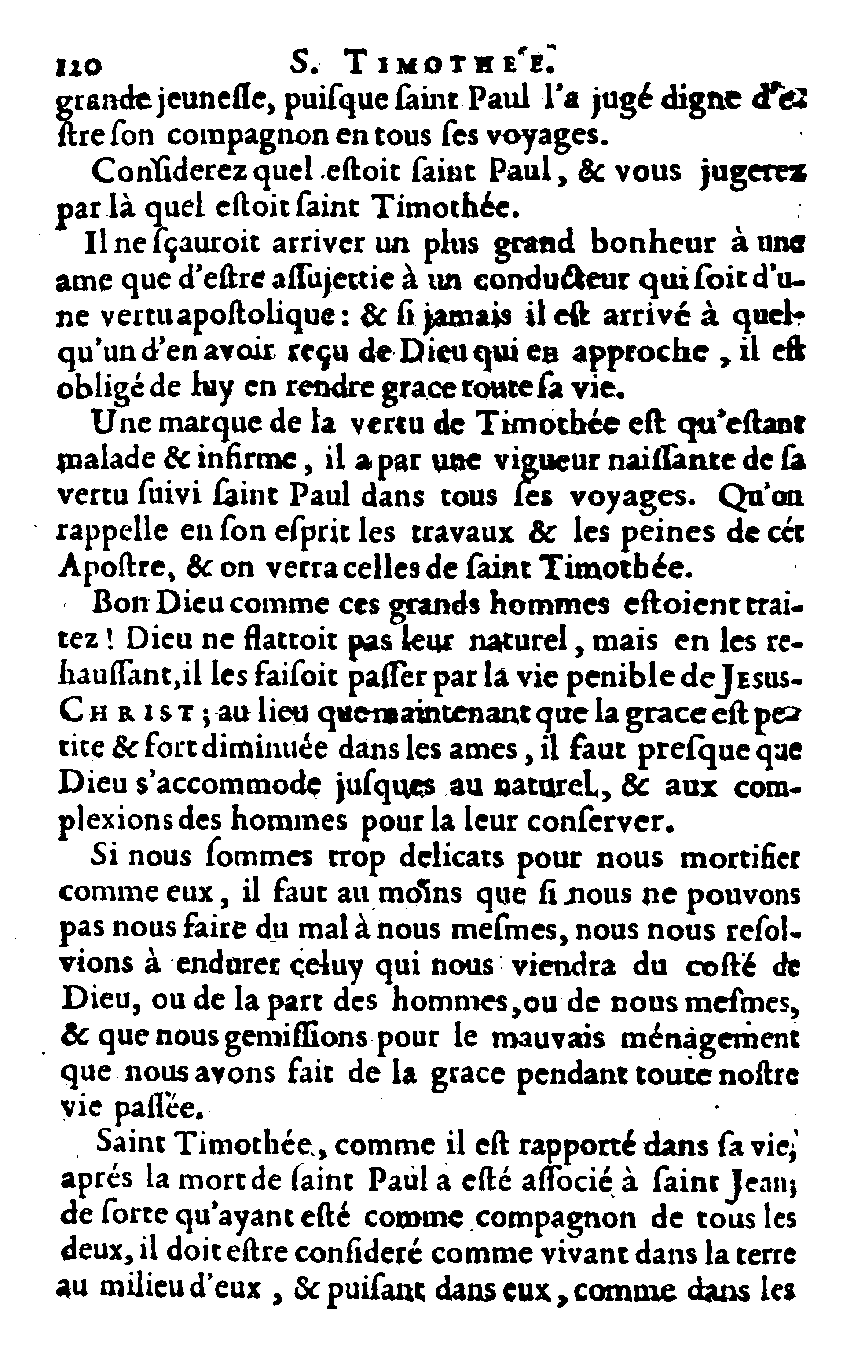 120 S. TIMOTHÉE.
grande jeuneſſe, puiſque ſaint Paul l'a jugé digne d'e-
ſtre ſon compagnon en tous ſes voyages.
Conſiderez quel eſtoit ſaint Paul, & vous jugerez
par là quel eſtoit ſaint Timothée.
Il ne ſçauroit arriver un plus grand bonheur à une
ame que d'eſtre aſſujettie à un conducteur qui ſoit d'u-
ne vertu apoſtolique: & ſi jamais il eſt arrivé à quel-
qu'un d'en avoir reçu de Dieu qui en approche, il eſt
obligé de luy en rendre grace toute ſa vie.
Une marque de la vertu de Timothée eſt qu'eſtant
malade & infirme, il a par une vigueur naiſſante de ſa
vertu ſuivi ſaint Paul dans tous ſes voyages. Qu'on
rappelle en ſon eſprit les travaux & les peines de cét
Apoſtre, & on verra celles de ſaint Timothée.
Bon Dieu comme ces grands hommes eſtoient trai-
tez! Dieu ne flattoit pas leur naturel, mais en les re-
hauſſant, il les faiſoit paſſer par la vie penible de JESUS-
CHRIST; au lieu que maintenant que la grace eſt pe-
tite & fort diminuée dans les ames, il faut preſque que
Dieu s'accommode juſques au naturel, & aux com-
plexions des hommes pour la leur conſerver.
Si nous ſommes trop delicats pour nous mortifier
comme eux, il faut au moins que ſi nous ne pouvons
pas nous faire du mal à nous meſmes, nous nous reſol-
vions à endurer celuy qui nous viendra du coſté de
Dieu, ou de la part des hommes, ou de nous meſmes,
& que nous gemiſſions pour le mauvais ménagement
que nous avons fait de la grace pendant toute noſtre
vie paſſée.
Saint Timothée, comme il eſt rapporté dans ſa vie,
aprés la mort de ſaint Paul a eſté aſſocié à ſaint Jean;
de ſorte qu'ayant eſté comme compagnon de tous les
deux, il doit eſtre conſideré comme vivant dans la terre
au milieu d'eux, & puiſant dans eux, comme dans les